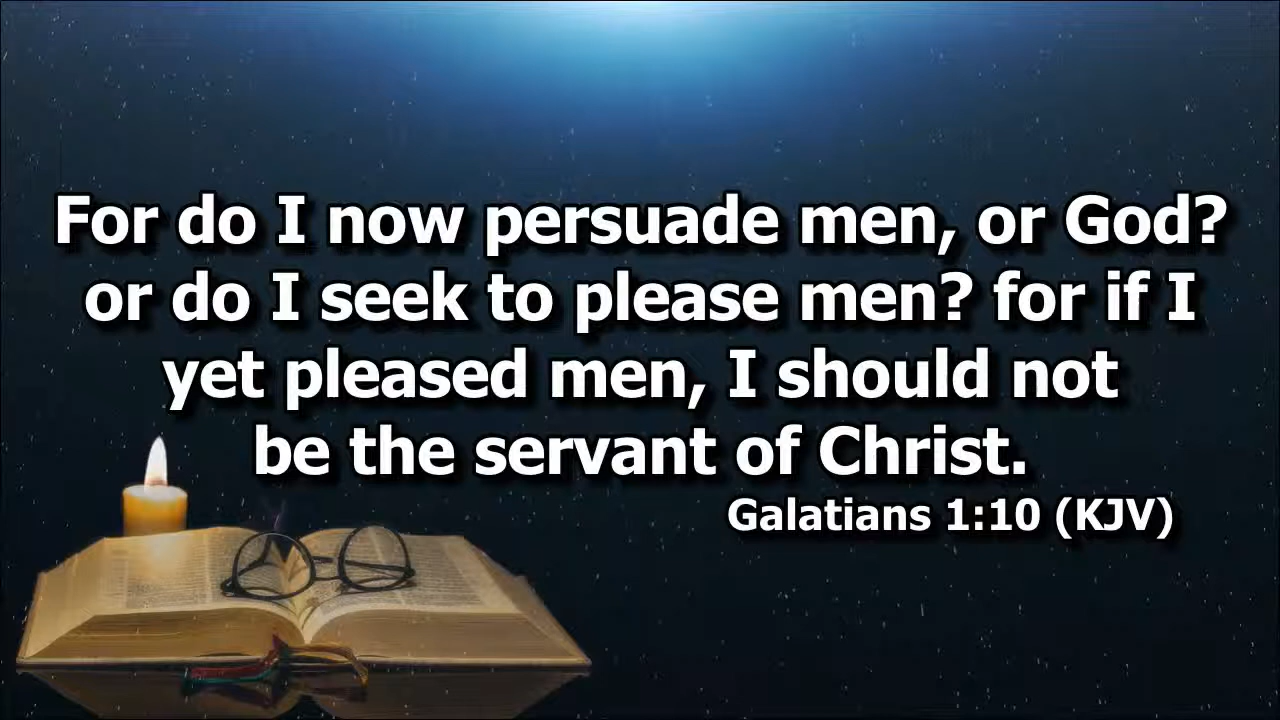 For do I now persuade men, or God?
or do I seek to please men? for if I
yet pleased men, I should not
be the servant of Christ.
Galatians 1:10 (KJV)